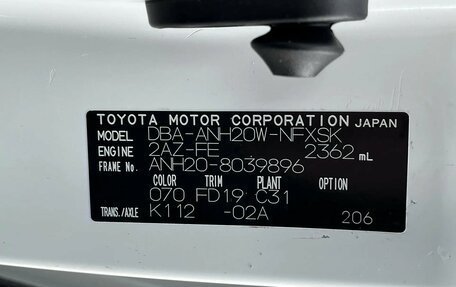 TOYOTA MOTOR CORPORATION JAPAN
MODEL DBA-ANH20W-NFXSK
ENGINE 2AZ-FE 2362 mL
FRAME No. ANH20-8039896
COLOR TRIM PLANT OPTION
070 FD19 C31
TRANS./AXLE K112 -02A 206